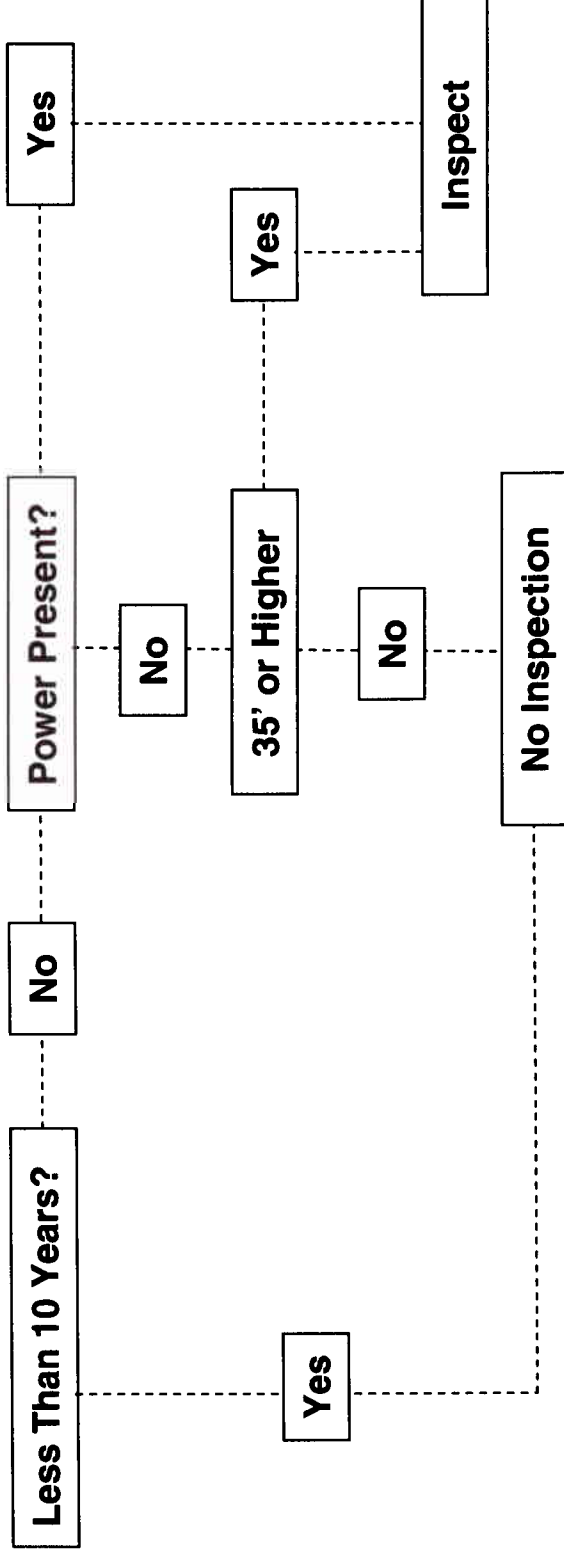 Less Than 10 Years?
No
Power Present?
Yes
No
Yes
35' or Higher
Yes
No
Inspect
No Inspection